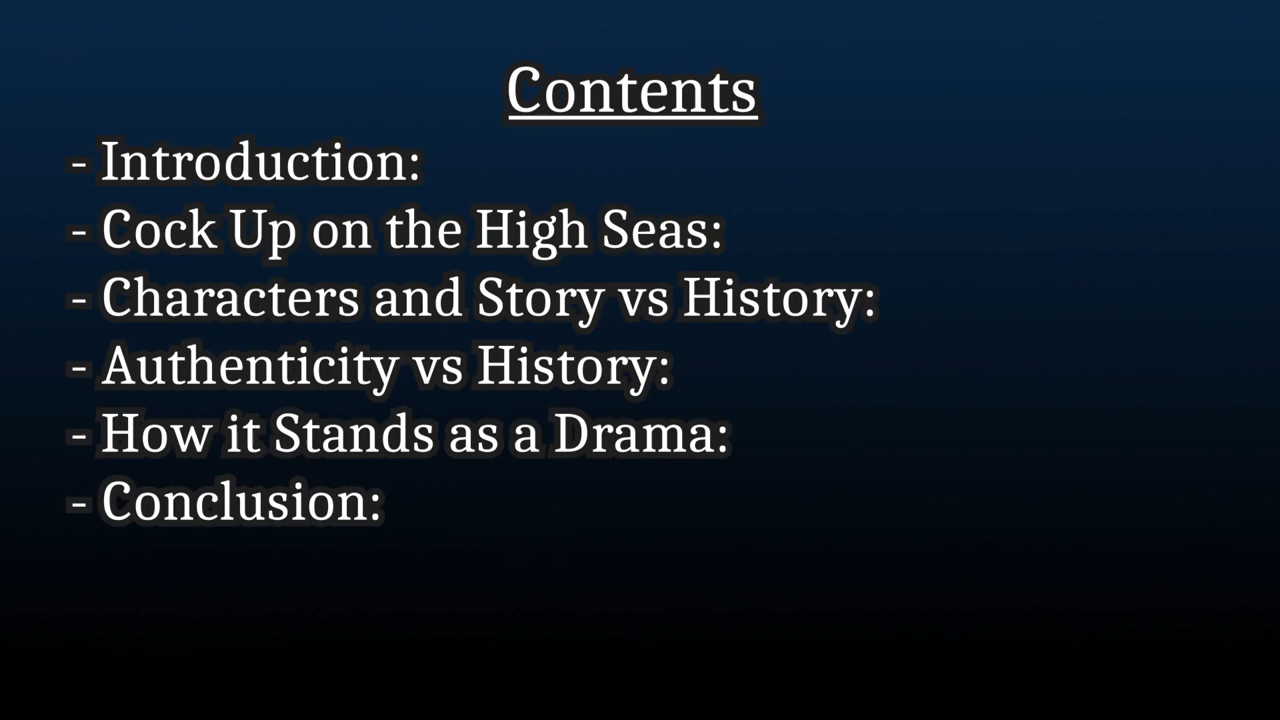 Contents
- Introduction:
- Cock Up on the High Seas:
- Characters and Story vs History:
- Authenticity vs History:
- How it Stands as a Drama:
- Conclusion: